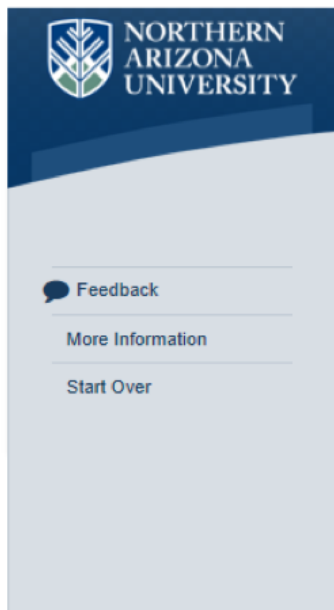 NORTHERN
ARIZONA
UNIVERSITY
Feedback
More Information
Start Over